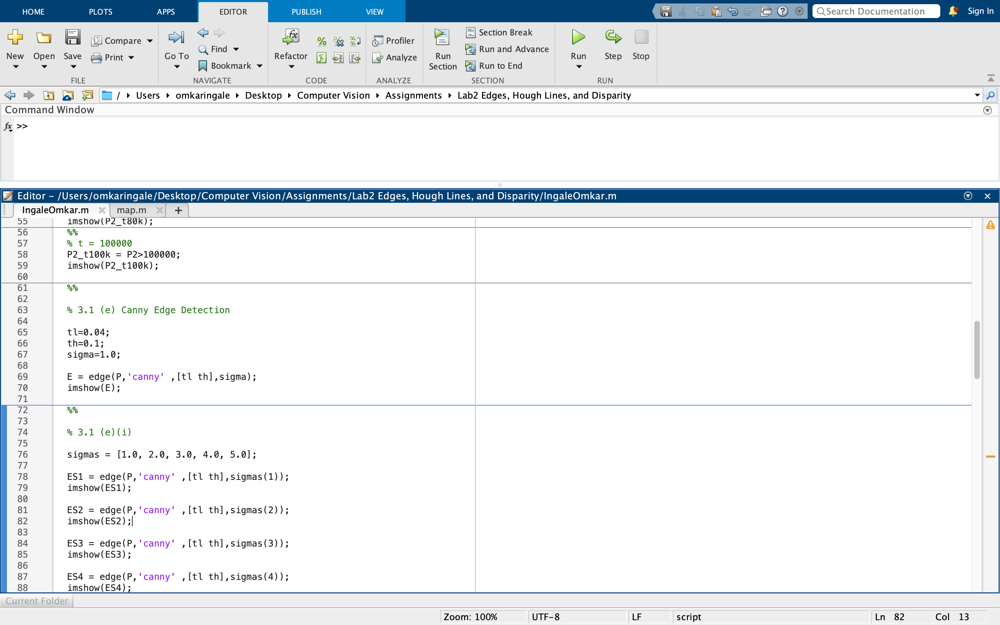 HOME PLOTS APPS EDITOR PUBLISH VIEW Search Documentation Sign In
New Open Save Compare Print FILE
Go To Find Bookmark NAVIGATE
Refactor CODE
Profiler Analyze ANALYZE
Run Section Section Break Run and Advance Run to End SECTION
Run Step Stop RUN
/ Users omkaringale Desktop Computer Vision Assignments Lab2 Edges, Hough Lines, and Disparity
Command Window
fx >>
Editor – /Users/omkaringale/Desktop/Computer Vision/Assignments/Lab2 Edges, Hough Lines, and Disparity/IngaleOmkar.m
IngaleOmkar.m map.m +
55 imshow(P2_t80k);
56 %%
57 % t = 100000
58 P2_t100k = P2>100000;
59 imshow(P2_t100k);
60
61 %%
62
63 % 3.1 (e) Canny Edge Detection
64
65 tl=0.04;
66 th=0.1;
67 sigma=1.0;
68
69 E = edge(P,'canny' ,[tl th],sigma);
70 imshow(E);
71
72 %%
73
74 % 3.1 (e)(i)
75
76 sigmas = [1.0, 2.0, 3.0, 4.0, 5.0];
77
78 ES1 = edge(P,'canny' ,[tl th],sigmas(1));
79 imshow(ES1);
80
81 ES2 = edge(P,'canny' ,[tl th],sigmas(2));
82 imshow(ES2);
83
84 ES3 = edge(P,'canny' ,[tl th],sigmas(3));
85 imshow(ES3);
86
87 ES4 = edge(P,'canny' ,[tl th],sigmas(4));
88 imshow(ES4);
Current Folder
Zoom: 100% UTF-8 LF script Ln 82 Col 13